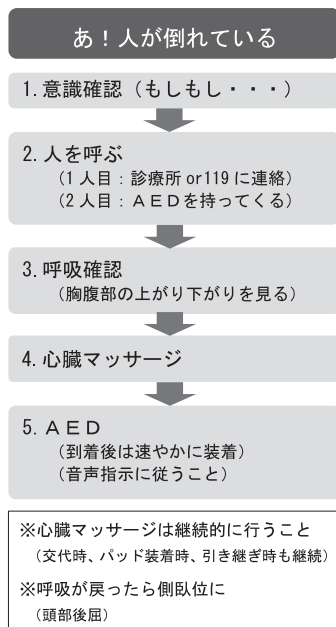 あ！人が倒れている
1. 意識確認（もしもし・・・）
2. 人を呼ぶ
（1人目：診療所or119に連絡）
（2人目：ＡＥＤを持ってくる）
3. 呼吸確認
（胸腹部の上がり下がりを見る）
4. 心臓マッサージ
5. ＡＥＤ
（到着後は速やかに装着）
（音声指示に従うこと）
※心臓マッサージは継続的に行うこと
（交代時、パッド装着時、引き継ぎ時も継続）
※呼吸が戻ったら側臥位に
（頭部後屈）